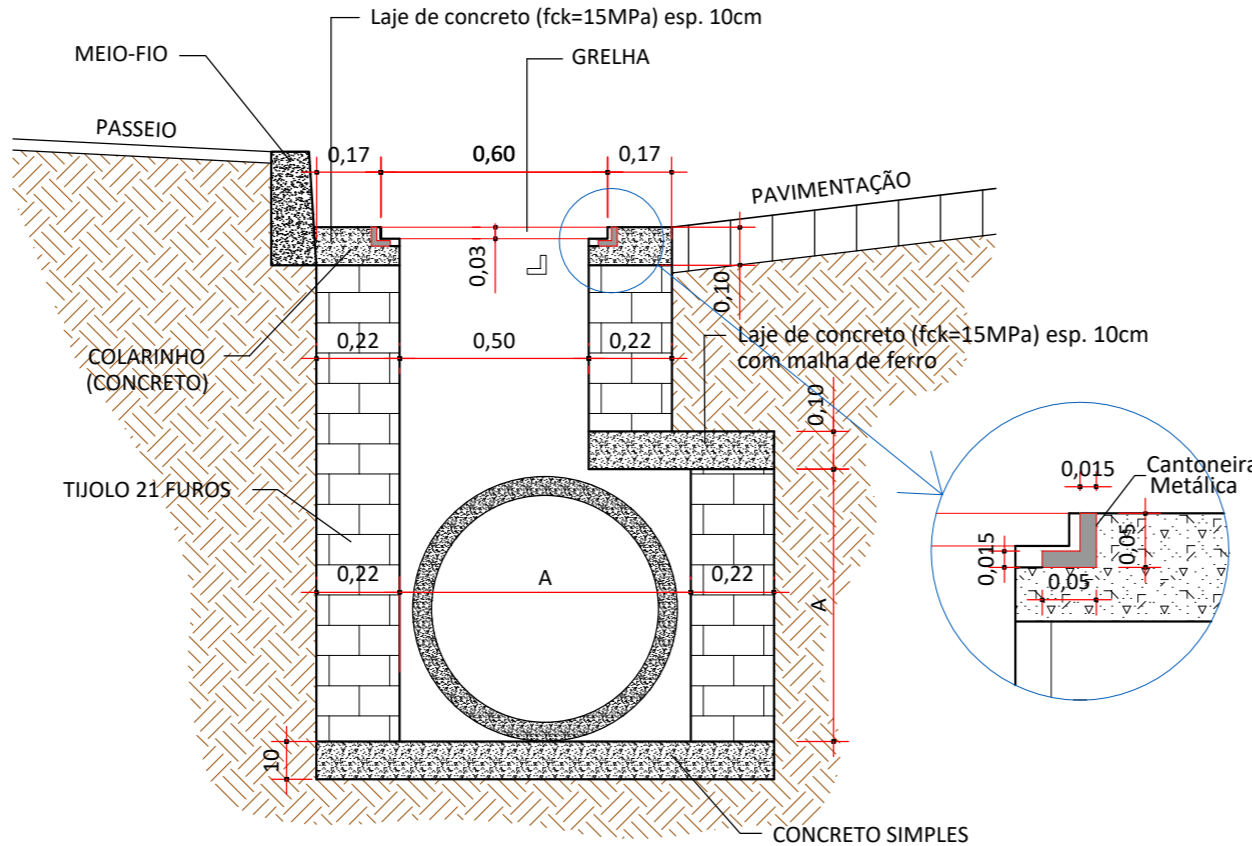 Laje de concreto (fck=15MPa) esp. 10cm
MEIO-FIO
GRELHA
PASSEIO
0,17
0,60
0,17
PAVIMENTAÇÃO
0,03
0,10
COLARINHO
(CONCRETO)
0,22
0,50
0,22
Laje de concreto (fck=15MPa) esp. 10cm
com malha de ferro
0,10
TIJOLO 21 FUROS
0,015
Cantoneira
Metálica
0,015
0,05
0,05
0,22
A
0,22
A
10
CONCRETO SIMPLES